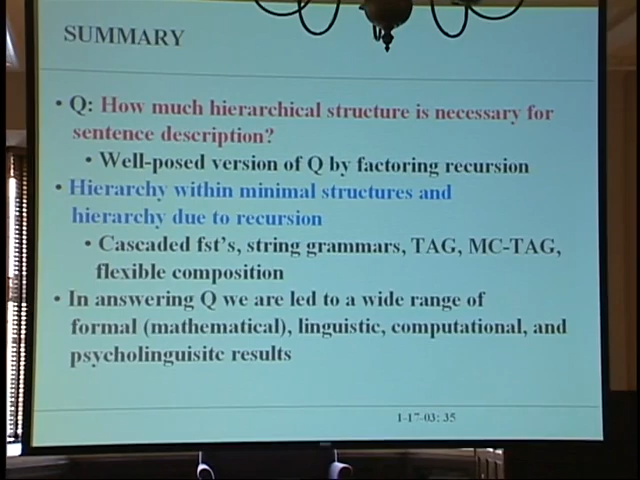 SUMMARY
• Q: How much hierarchical structure is necessary for
sentence description?
• Well-posed version of Q by factoring recursion
• Hierarchy within minimal structures and
hierarchy due to recursion
• Cascaded fst's, string grammars, TAG, MC-TAG,
flexible composition
• In answering Q we are led to a wide range of
formal (mathematical), linguistic, computational, and
psycholinguisitc results
1-17-03: 35